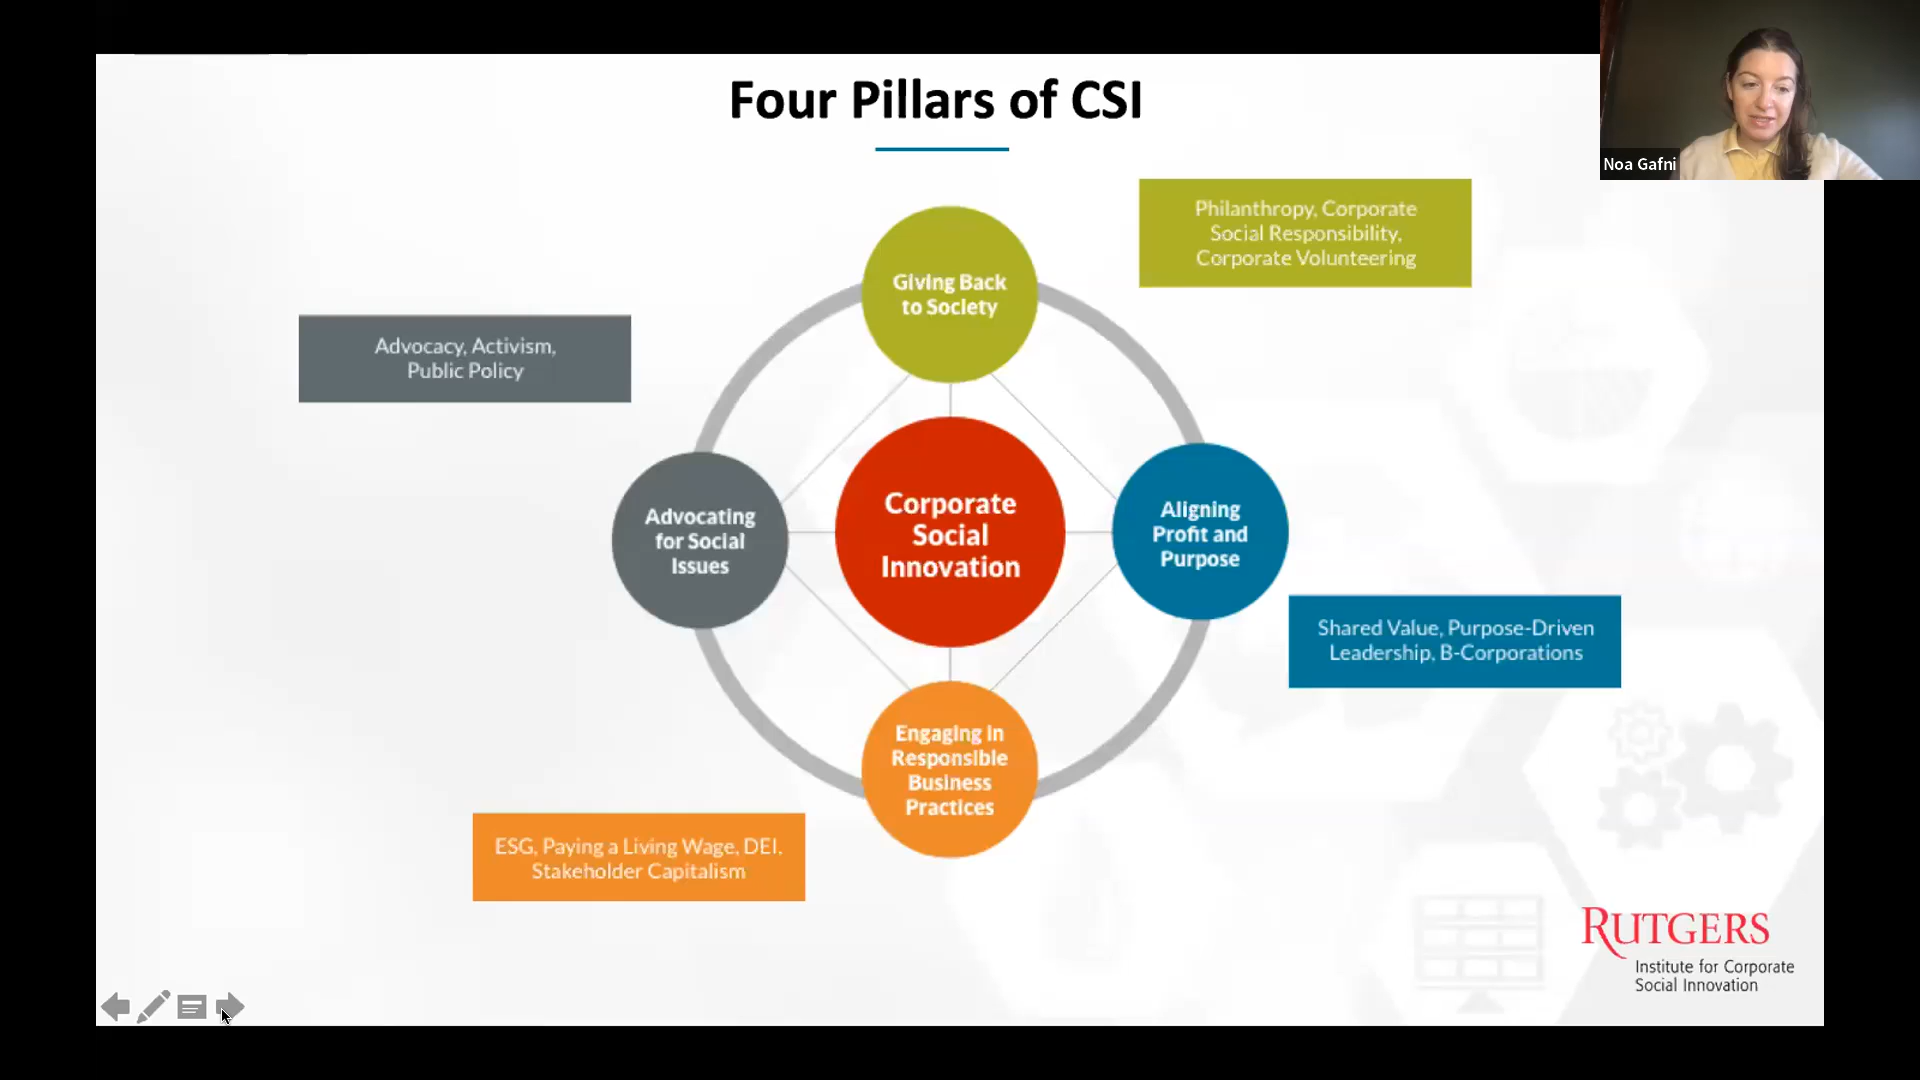 Four Pillars of CSI
Noa Gafni
Philanthropy, Corporate
Social Responsibility,
Corporate Volunteering
Giving Back
to Society
Advocacy, Activism,
Public Policy
Advocating
for Social
Issues
Corporate
Social
Innovation
Aligning
Profit and
Purpose
Shared Value, Purpose-Driven
Leadership, B-Corporations
Engaging in
Responsible
Business
Practices
ESG, Paying a Living Wage, DEI,
Stakeholder Capitalism
RUTGERS
Institute for Corporate
Social Innovation